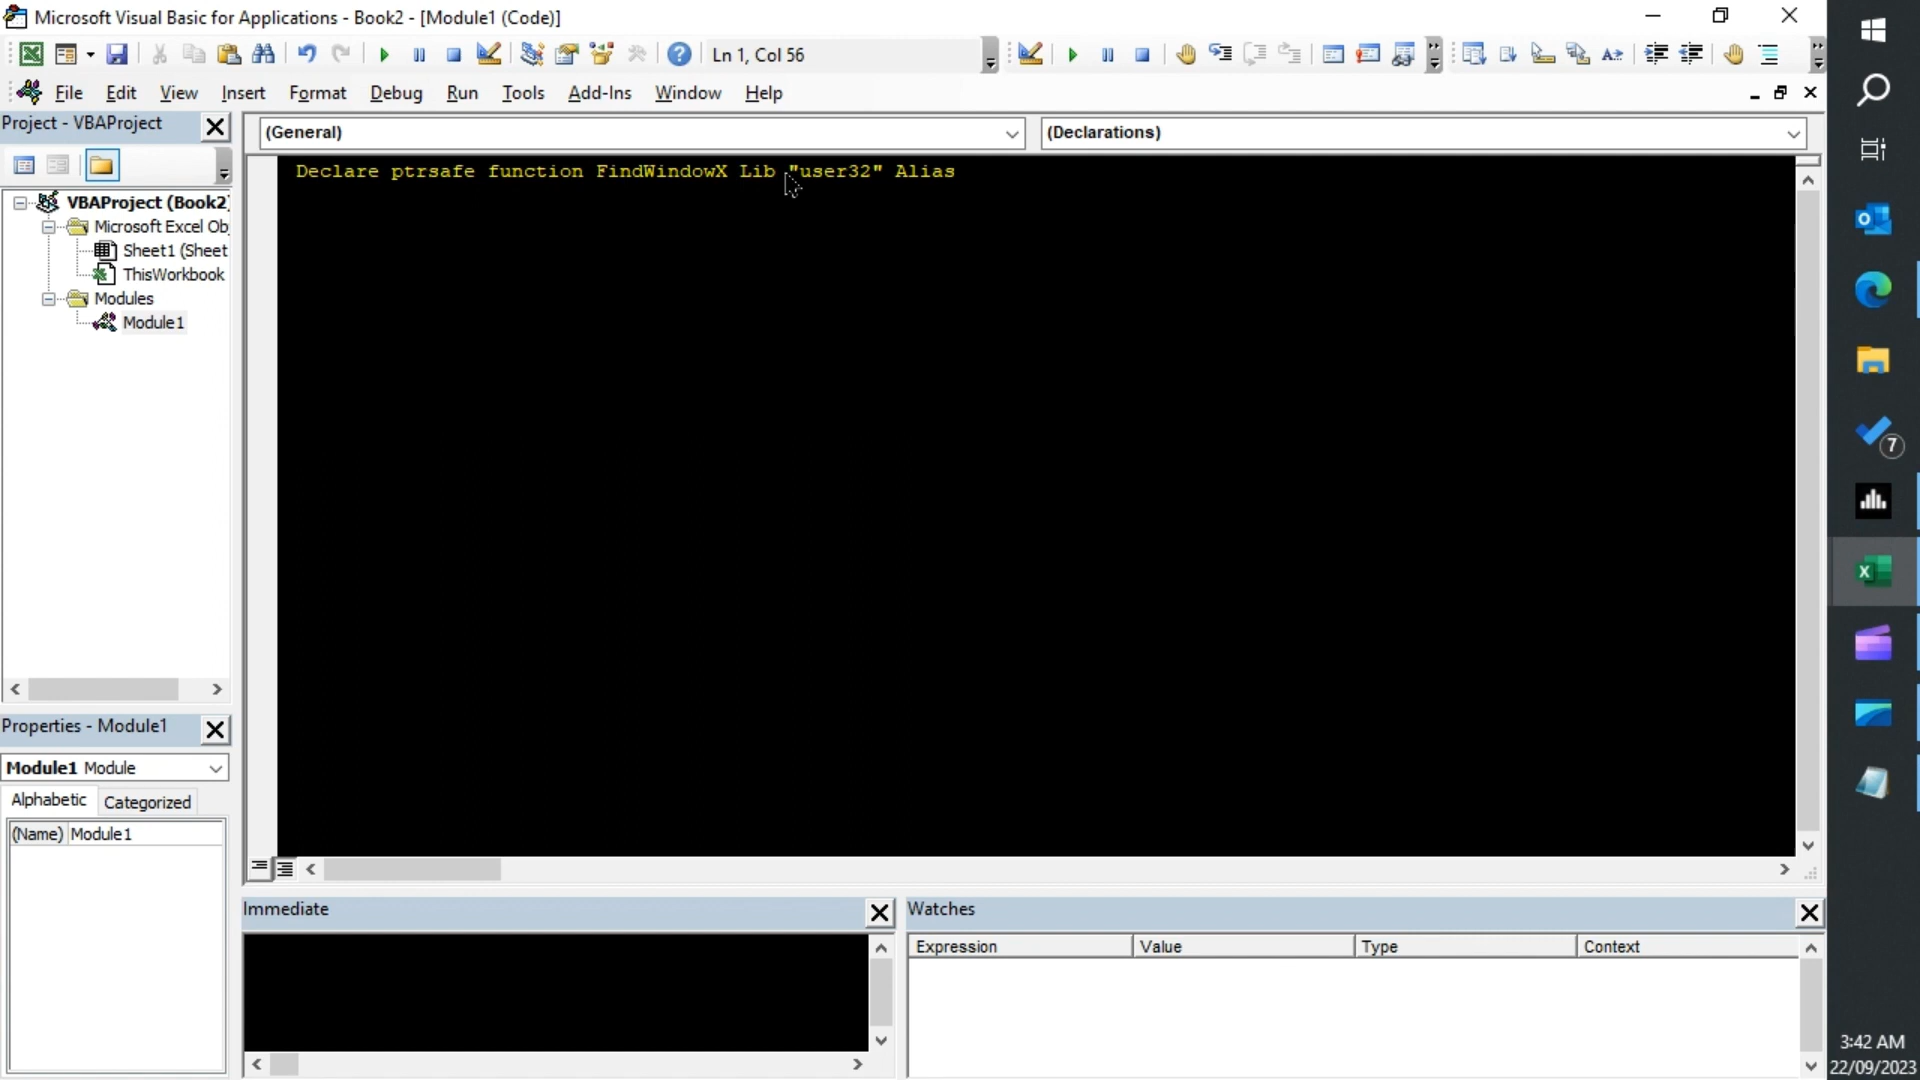 Microsoft Visual Basic for Applications - Book2 - [Module1 (Code)]
Ln 1, Col 56
File Edit View Insert Format Debug Run Tools Add-Ins Window Help
Project - VBAProject
(General)
(Declarations)
Declare ptrsafe function FindWindowX Lib "user32" Alias
VBAProject (Book2
Microsoft Excel Ob
Sheet1 (Sheet
ThisWorkbook
Modules
Module1
Properties - Module1
Module1 Module
Alphabetic Categorized
(Name) Module1
Immediate
Watches
Expression Value Type Context
7
3:42 AM
22/09/2023